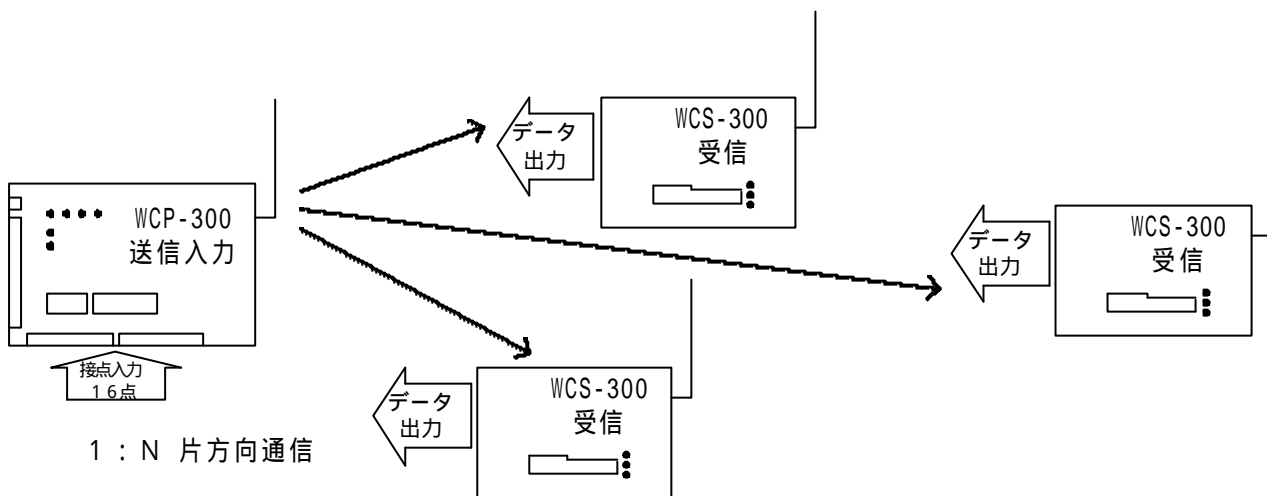 WCS-300
受信
データ
出力
WCP-300
送信入力
WCS-300
受信
データ
出力
接点入力
16点
WCS-300
受信
データ
出力
1:N 片方向通信